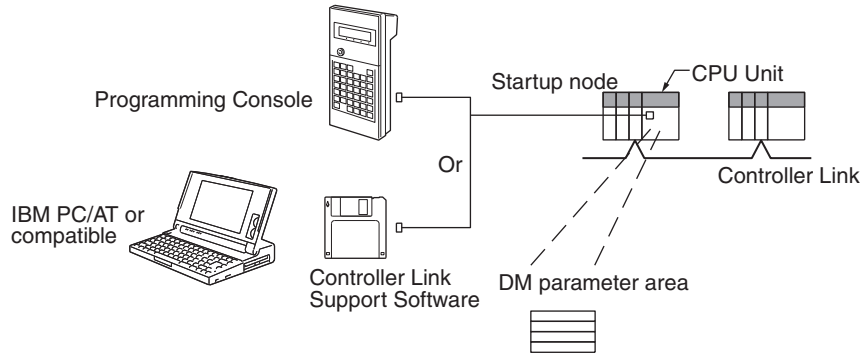 Programming Console
Startup node
CPU Unit
Or
Controller Link
IBM PC/AT or
compatible
Controller Link
Support Software
DM parameter area